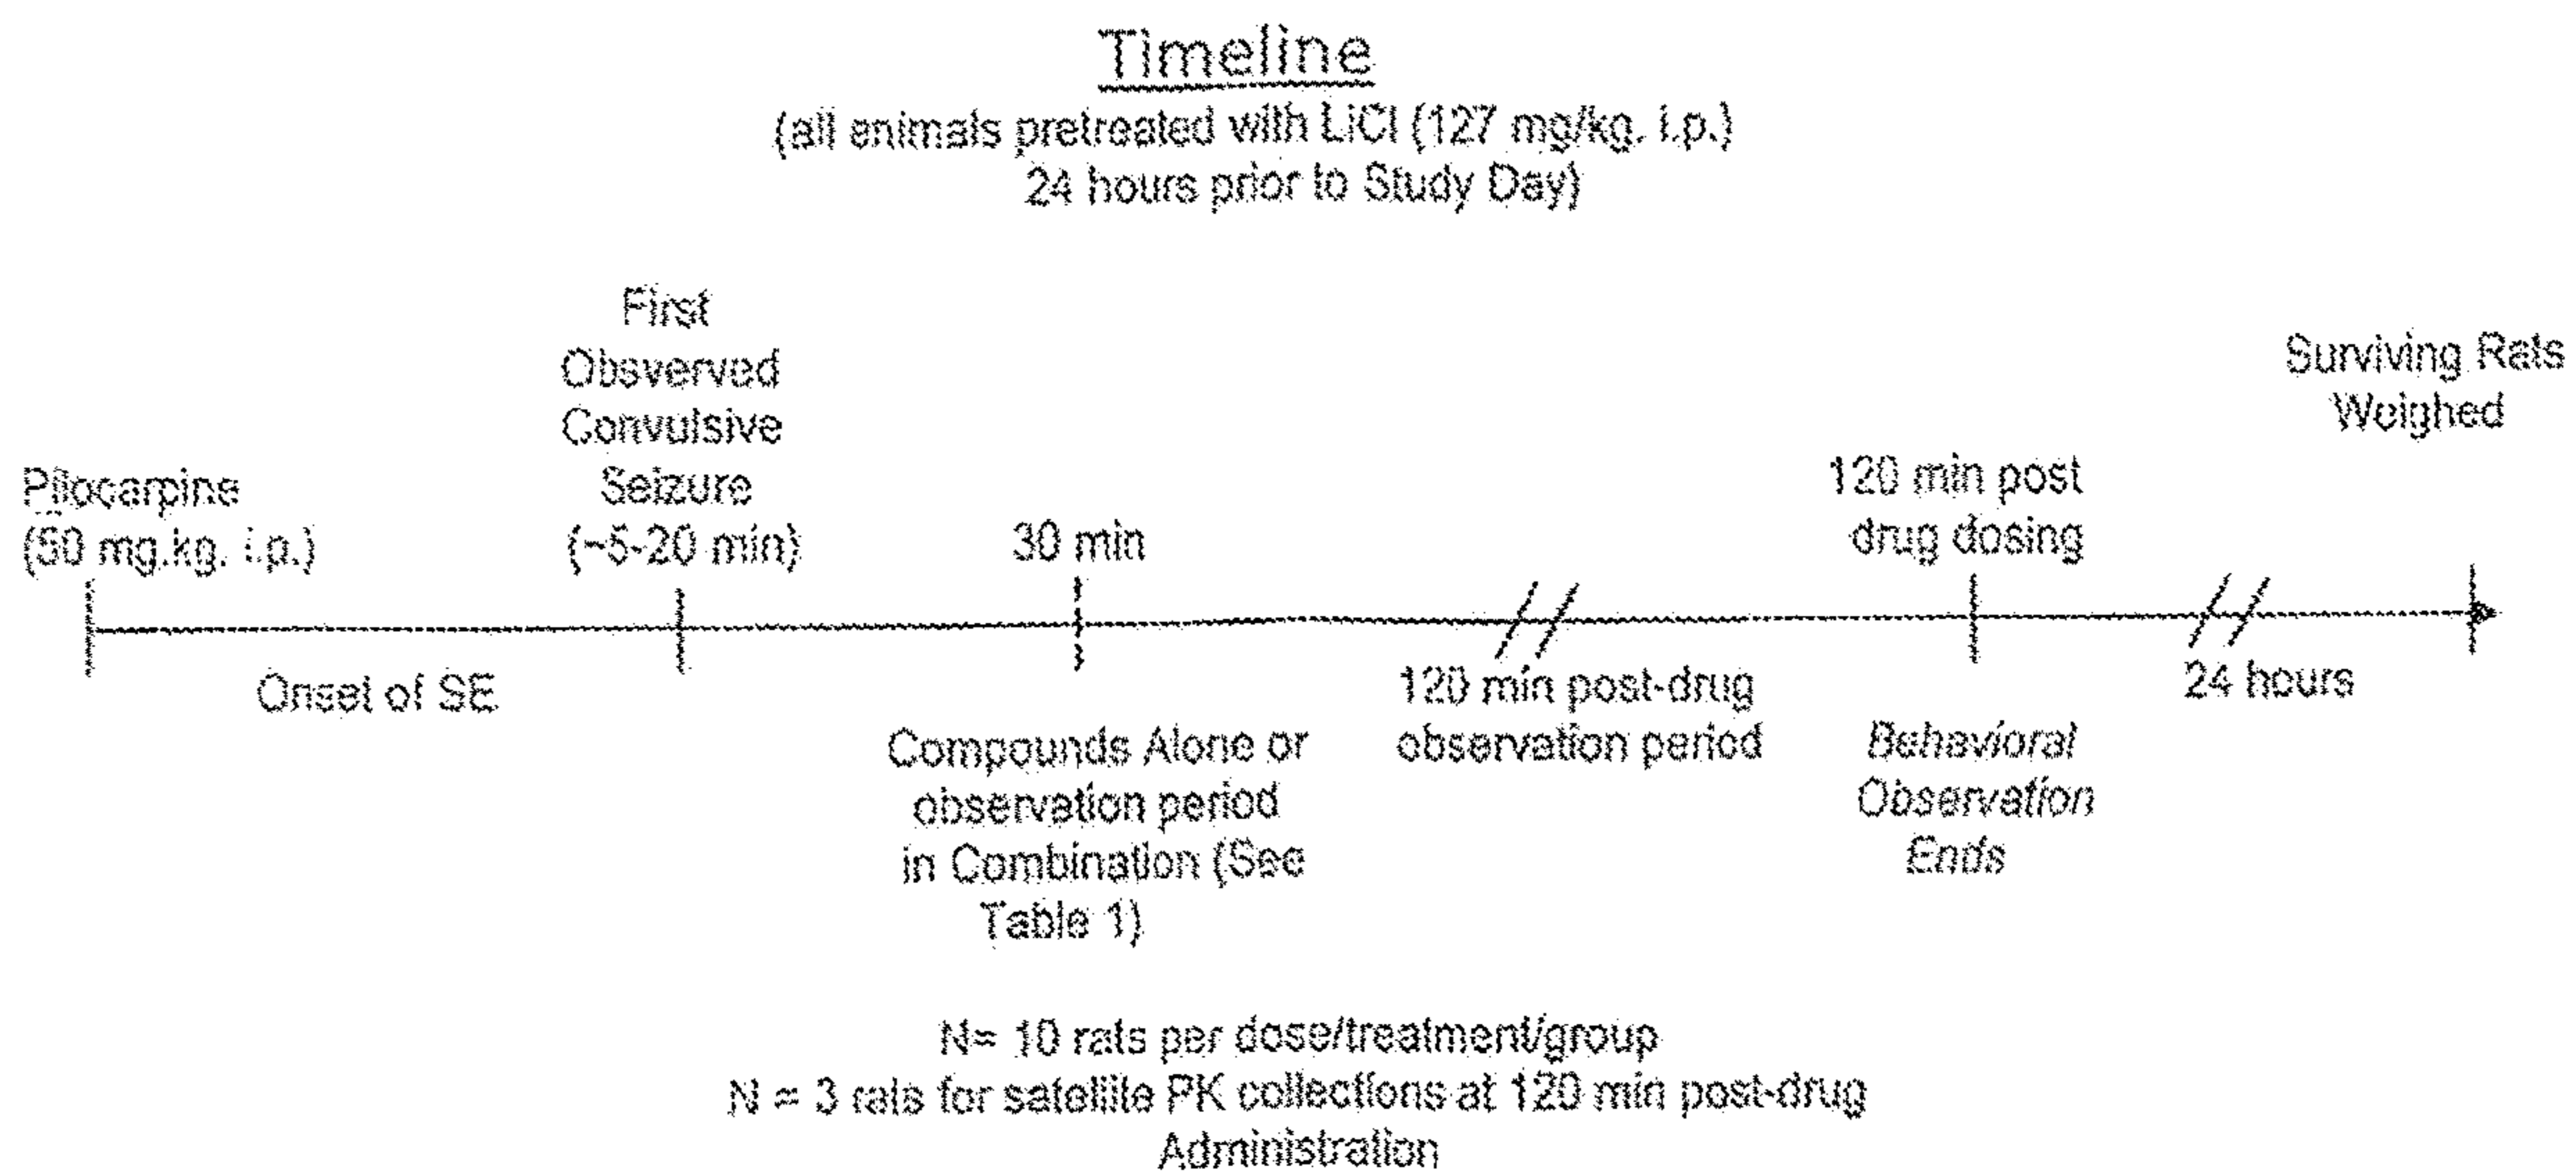 Timeline
(all animals pretreated with LiCl (127 mg/kg. i.p.)
24 hours prior to Study Day)
First
Obsverved
Convulsive
Seizure
(~5-20 min)
Pilocarpine
(50 mg.kg. i.p.)
30 min
120 min post
drug dosing
Surviving Rats
Weighed
Onset of SE
Compounds Alone or
observation period
in Combination (See
Table 1)
120 min post-drug
observation period
Behavioral
Observation
Ends
24 hours
N= 10 rats per dose/treatment/group
N = 3 rats for satellite PK collections at 120 min post-drug
Administration